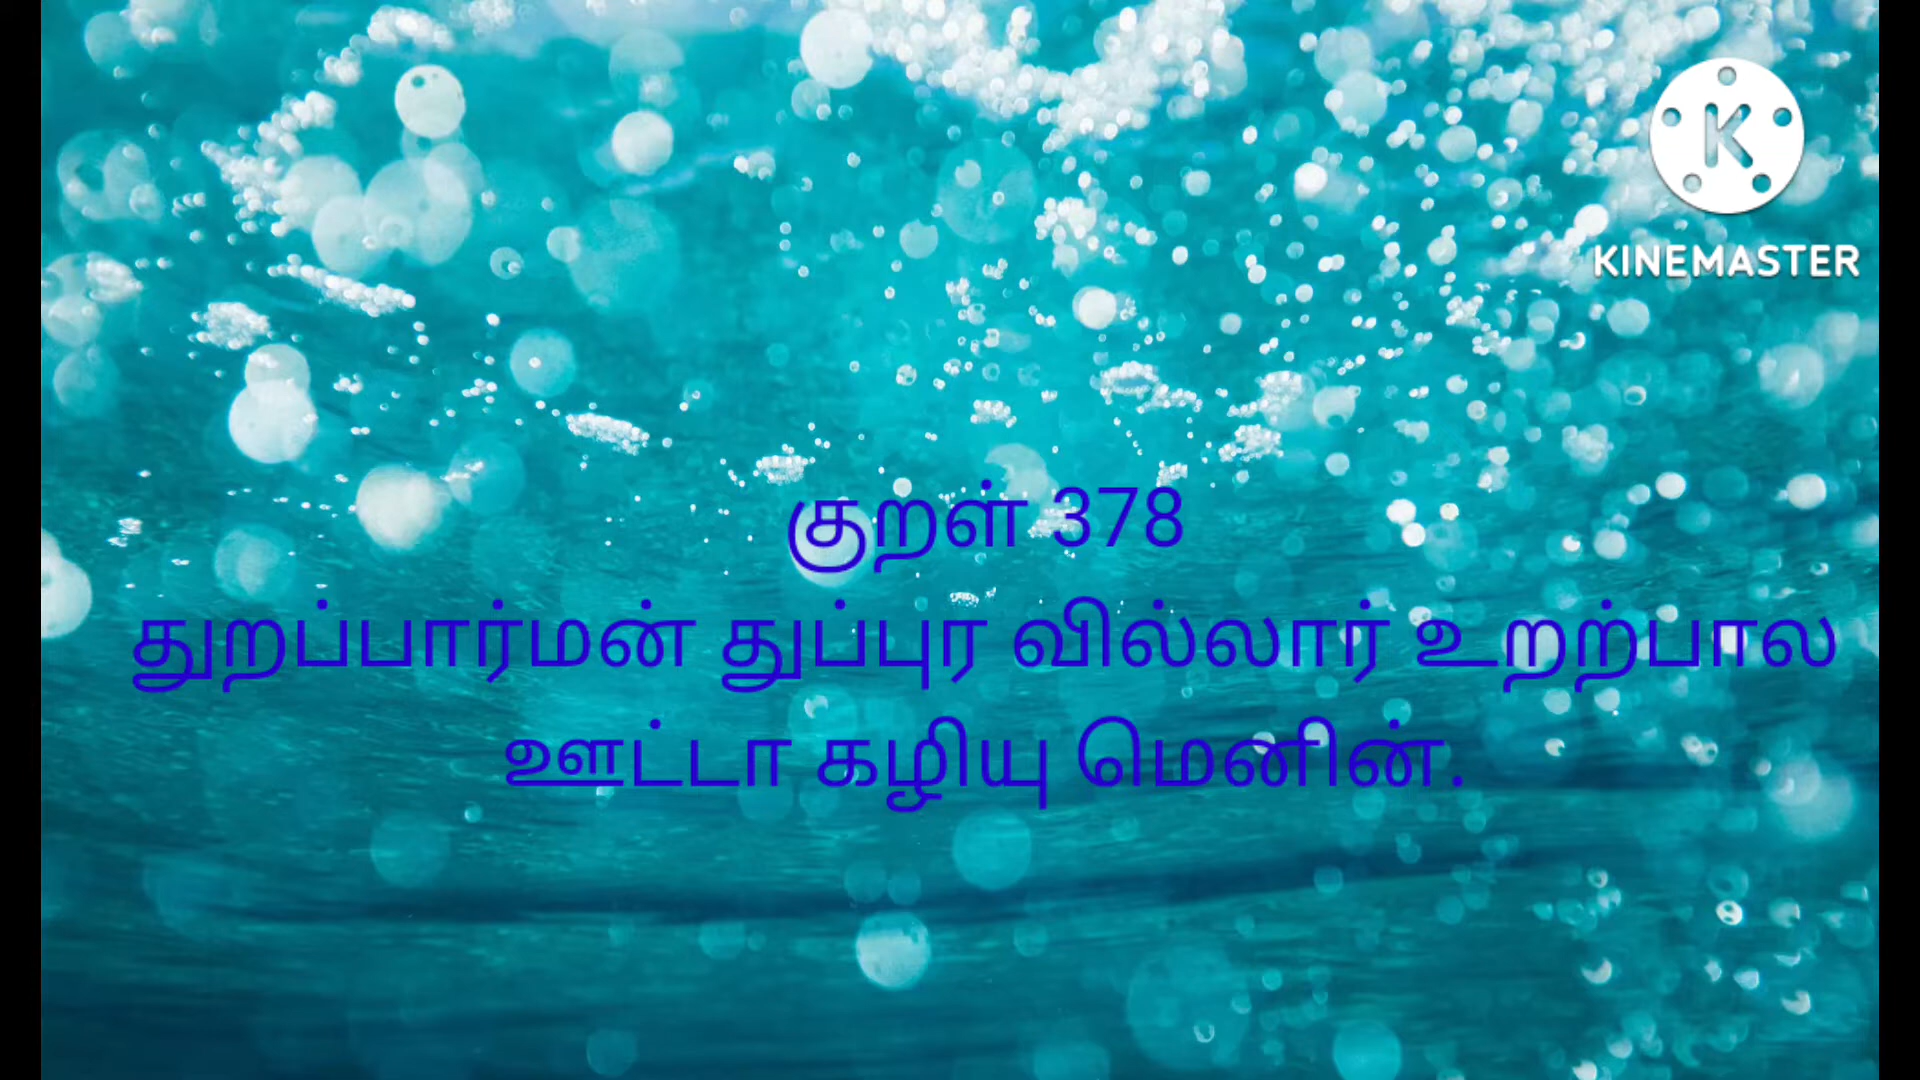 KINEMASTER
குறள் 378
துறப்பார்மன் துப்புர வில்லார் உறற்பால
ஊட்டா கழியு மெனின்.